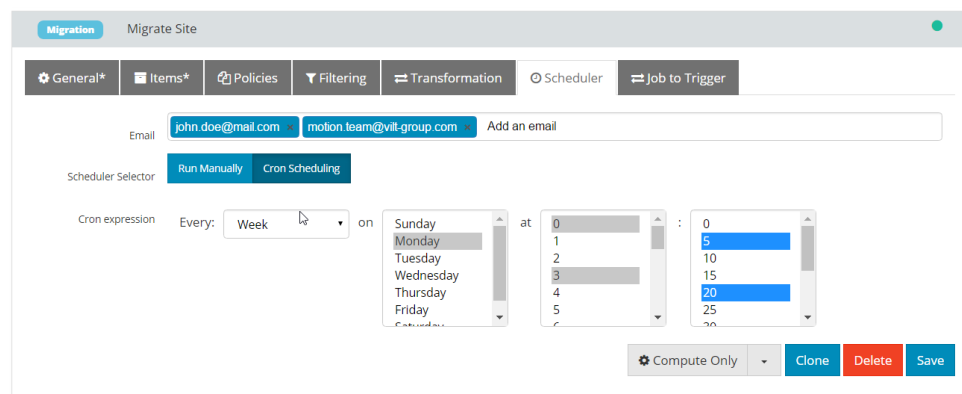 Migration Migrate Site
General* Items* Policies Filtering Transformation Scheduler Job to Trigger
Email john.doe@mail.com × motion.team@vilt-group.com × Add an email
Scheduler Selector Run Manually Cron Scheduling
Cron expression Every: Week on Sunday at 0 : 0
Monday 1 5
Tuesday 2 10
Wednesday 3 15
Thursday 4 20
Friday 5 25
Saturday 6 30
Compute Only Clone Delete Save